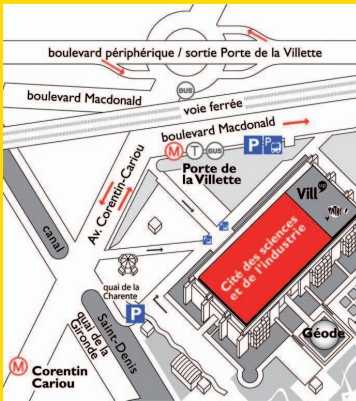 boulevard périphérique / sortie Porte de la Villette
boulevard Macdonald
BUS
voie ferrée
boulevard Macdonald
M T BUS
P P
Porte de
la Villette
Av. Corentin-Cariou
Vill
canal
Cité des sciences
et de l'industrie
quai de la
Charente
P
Géode
quai de la
Gironde
Saint-Denis
M Corentin
Cariou